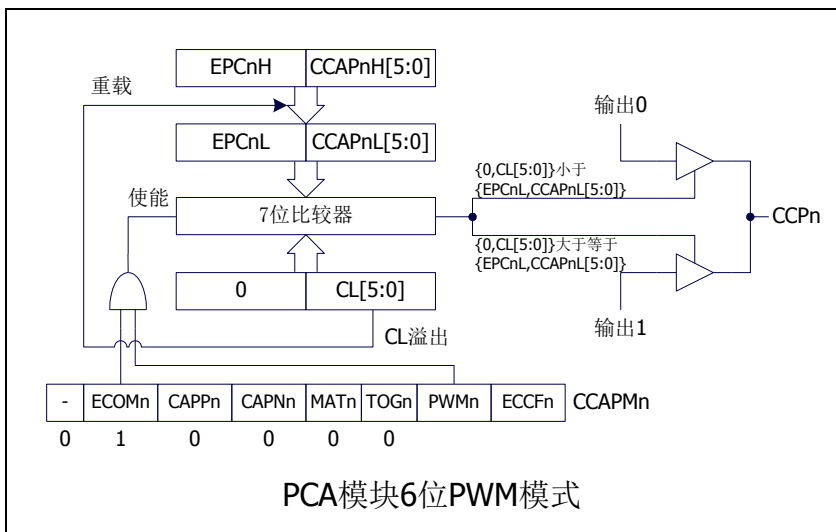 EPCnH CCAPnH[5:0]
重载
输出0
EPCnL CCAPnL[5:0]
{0,CL[5:0]}小于
{EPCnL,CCAPnL[5:0]}
使能
7位比较器
CCPn
{0,CL[5:0]}大于等于
{EPCnL,CCAPnL[5:0]}
0 CL[5:0]
输出1
CL溢出
- ECOMn CAPPn CAPNn MATn TOGn PWMn ECCFn CCAPMn
0 1 0 0 0 0
PCA模块6位PWM模式